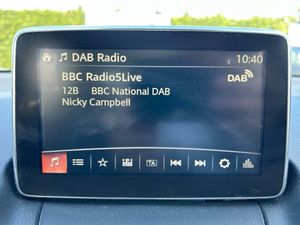 DAB Radio 10:40
BBC Radio5Live DAB
12B BBC National DAB
Nicky Campbell
TA